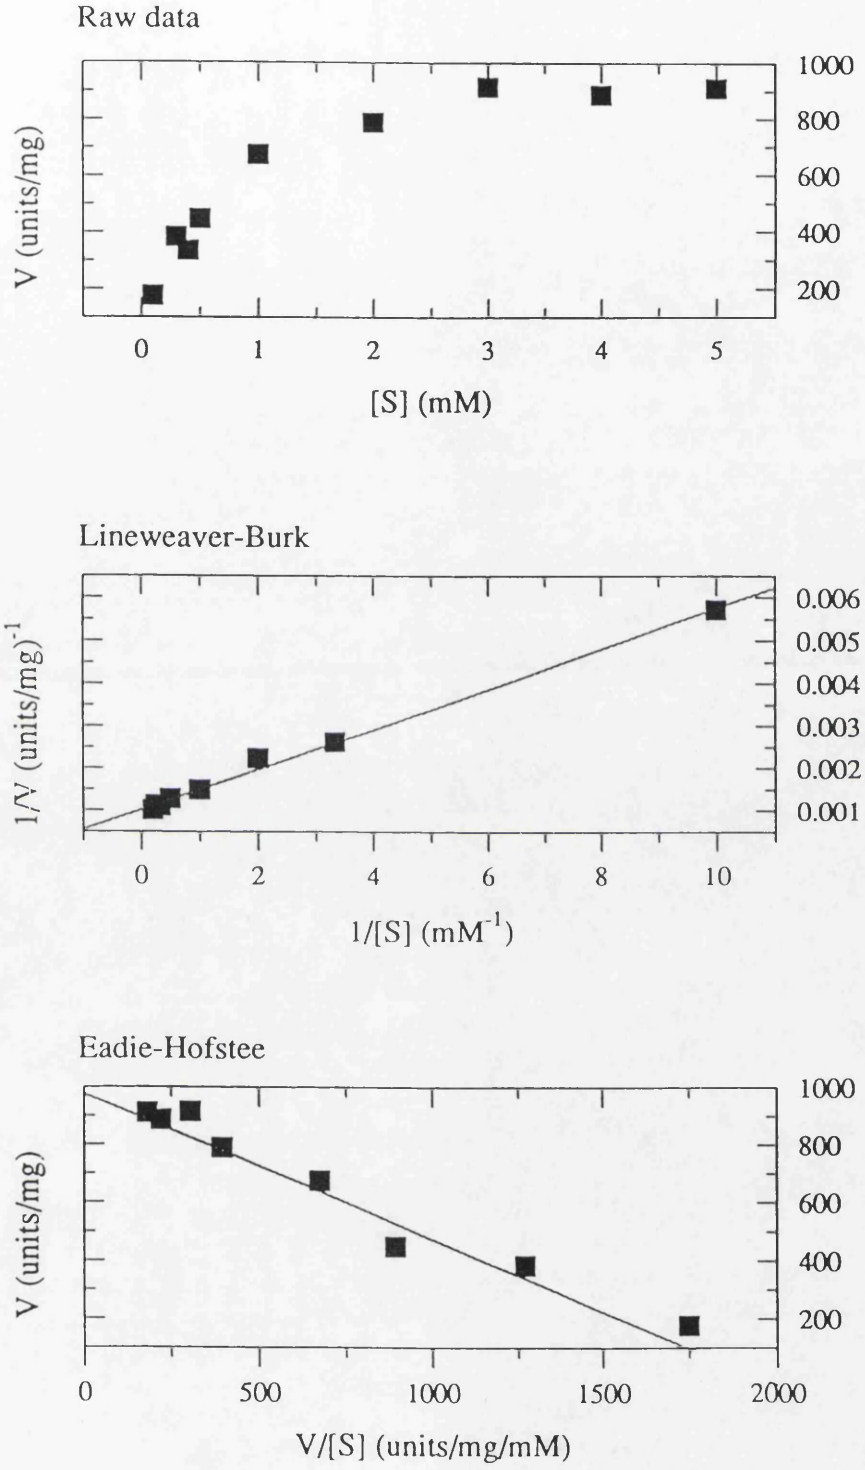 Raw data
V (units/mg)
1000
800
600
400
200
0 1 2 3 4 5
[S] (mM)
Lineweaver-Burk
1/V (units/mg)⁻¹
0.006
0.005
0.004
0.003
0.002
0.001
0 2 4 6 8 10
1/[S] (mM⁻¹)
Eadie-Hofstee
V (units/mg)
1000
800
600
400
200
0 500 1000 1500 2000
V/[S] (units/mg/mM)